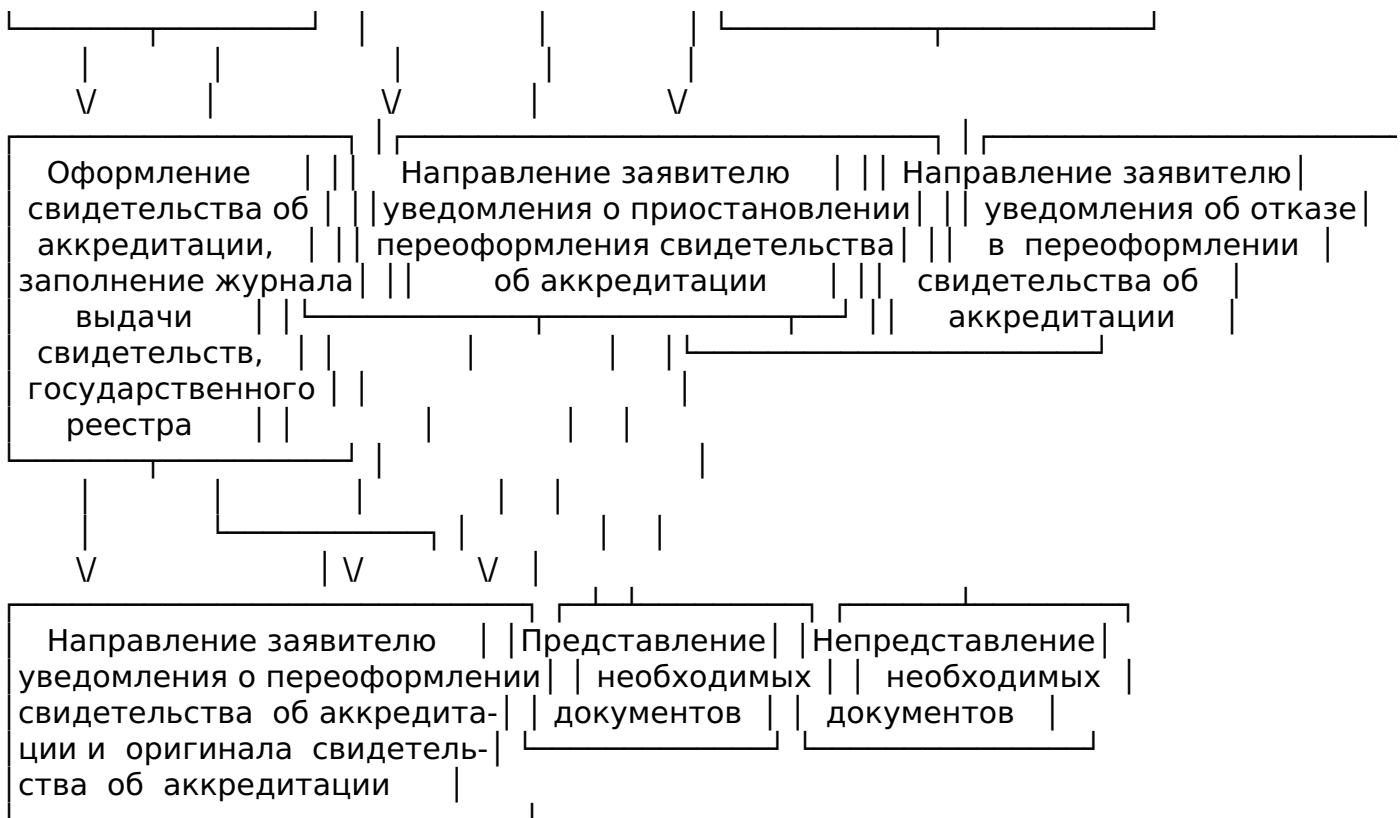 Оформление Направление заявителю Направление заявителю
свидетельства об уведомления о приостановлении уведомления об отказе
аккредитации, переоформления свидетельства в переоформлении
заполнение журнала об аккредитации свидетельства об
выдачи аккредитации
свидетельств,
государственного
реестра
Направление заявителю Представление Непредставление
уведомления о переоформлении необходимых необходимых
свидетельства об аккредита- документов документов
ции и оригинала свидетель-
ства об аккредитации